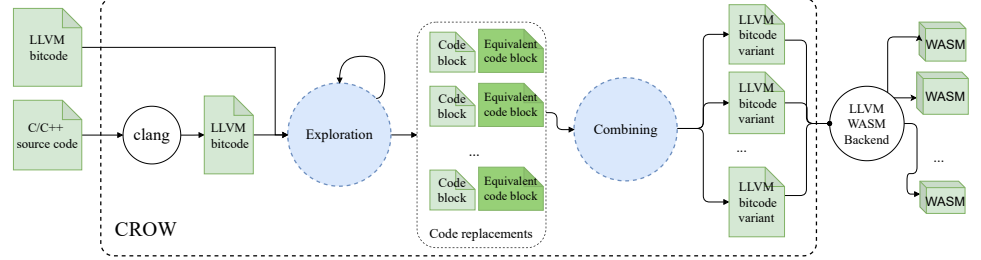 LLVM
bitcode
C/C++
source code
clang
LLVM
bitcode
Exploration
Code
block
Equivalent
code block
Code
block
Equivalent
code block
...
Code
block
Equivalent
code block
Code replacements
Combining
LLVM
bitcode
variant
LLVM
bitcode
variant
...
LLVM
bitcode
variant
LLVM
WASM
Backend
WASM
WASM
...
WASM
CROW